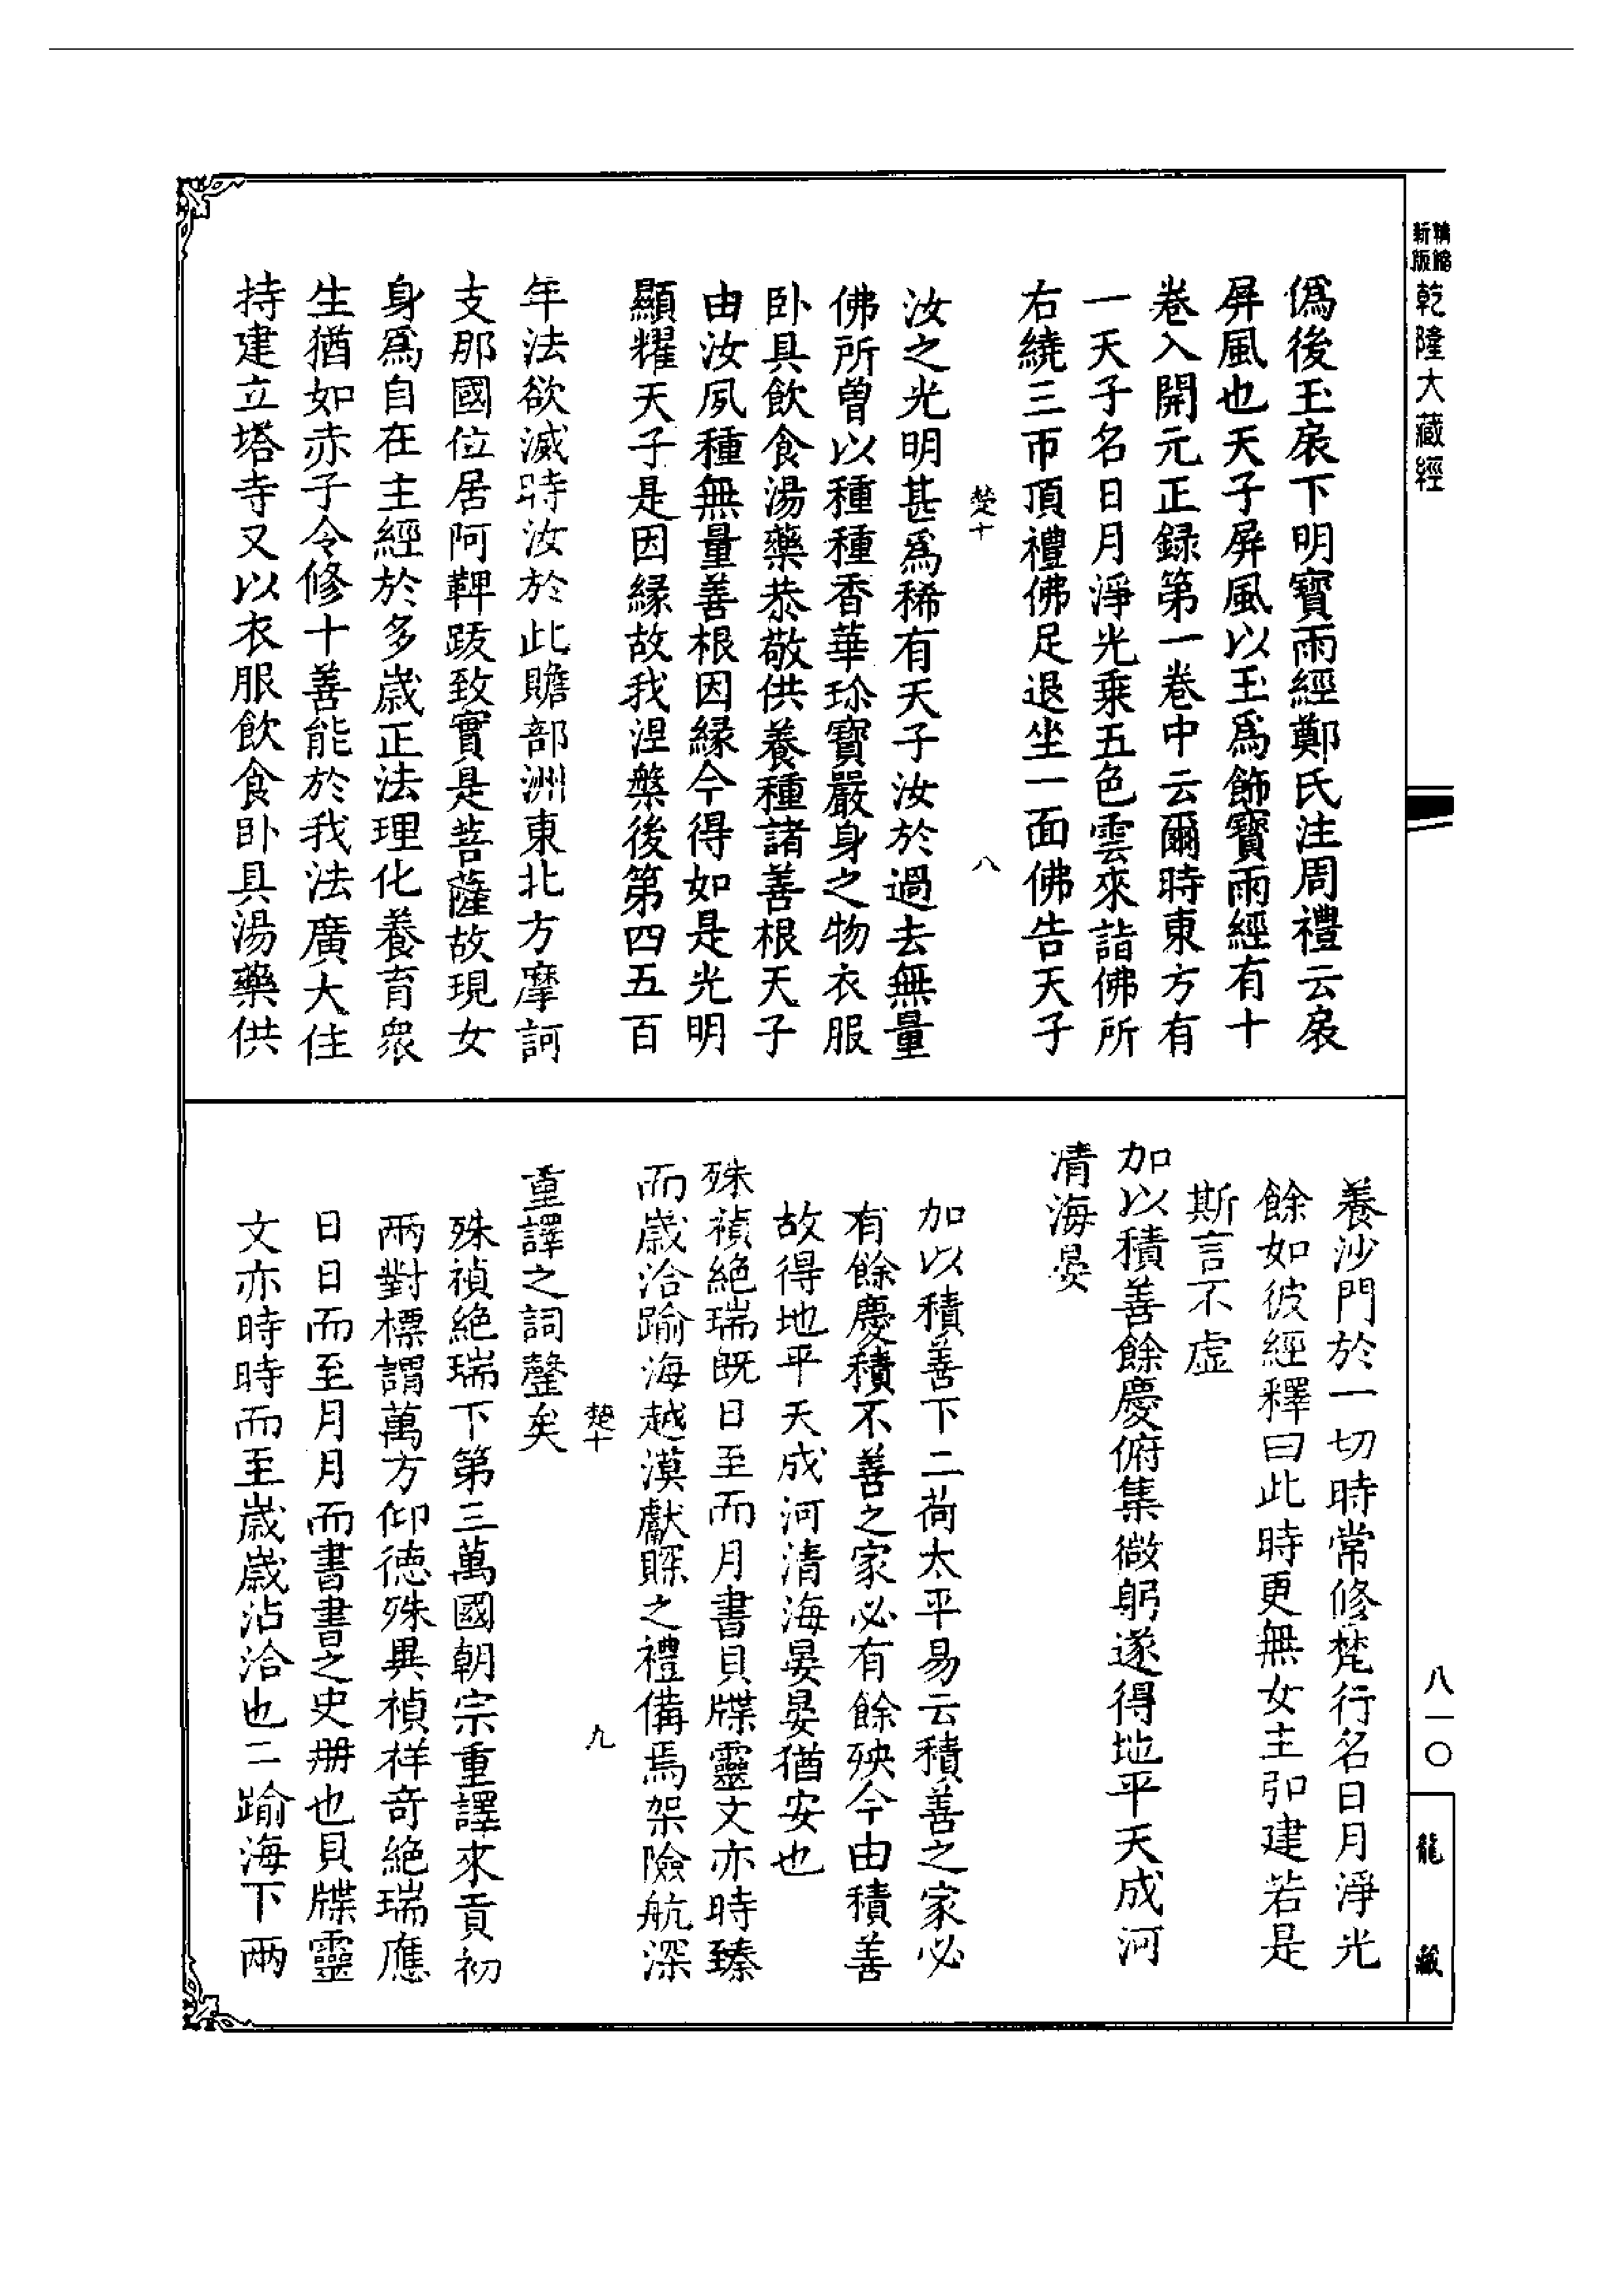 精縮新版乾隆大藏經
偽後玉扆下明寶雨經鄭氏注周禮云扆
屏風也天子屏風以玉爲飾寶雨經有十
卷入開元正録第一卷中云爾時東方有
一天子名日月淨光乗五色雲來詣佛所
右繞三帀頂禮佛足退坐一面佛告天子
楚十
八
汝之光明甚爲稀有天子汝於過去無量
佛所曾以種種香華珍寶嚴身之物衣服
卧具飲食湯藥恭敬供養種諸善根天子
由汝夙種無量善根因縁今得如是光明
顯耀天子是因縁故我涅槃後第四五百
年法欲滅時汝於此贍部洲東北方摩訶
支那國位居阿鞞跋致實是菩薩故現女
身爲自在主經於多歳正法理化養育衆
生猶如赤子令修十善能於我法廣大住
持建立塔寺又以衣服飲食卧具湯藥供
養沙門於一切時常修梵行名日月淨光
餘如彼經釋曰此時更無女主弘建若是
斯言不虚
加以積善餘慶俯集微躬遂得地平天成河
清海晏
加以積善下二荷太平易云積善之家必
有餘慶積不善之家必有餘殃今由積善
故得地平天成河清海晏晏猶安也
殊禎絶瑞既日至而月書貝牒靈文亦時臻
而歳洽踰海越漠獻賝之禮備焉架險航深
楚十
九
重譯之詞罄矣
殊禎絶瑞下第三萬國朝宗重譯來貢初
兩對標謂萬方仰徳殊異禎祥奇絶瑞應
日日而至月月而書書之史册也貝牒靈
文亦時時而至歳歳沾洽也二踰海下兩
八一〇
龍藏